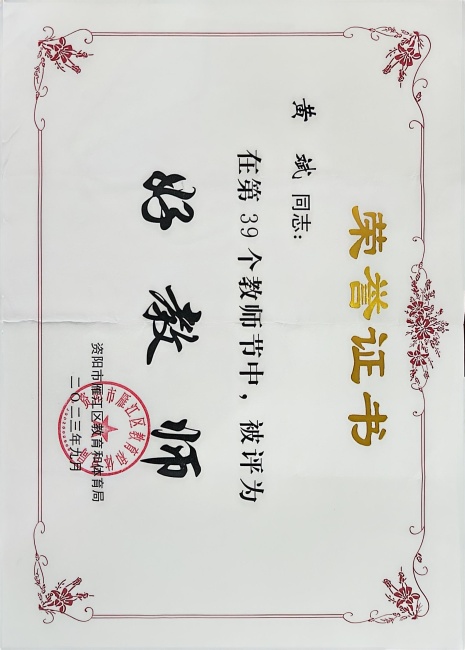 荣誉证书
黄斌同志:
在第39个教师节中，被评为
好教师
资阳市雁江区教育和体育局
二〇二三年九月